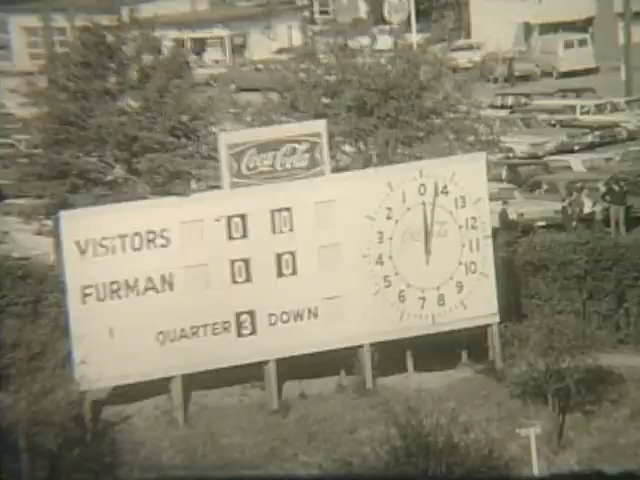 Coca-Cola
VISITORS 0 10
FURMAN 0 0
QUARTER 3 DOWN
0 14 13 12 11 10 9 8 7 6 5 4 3 2 1